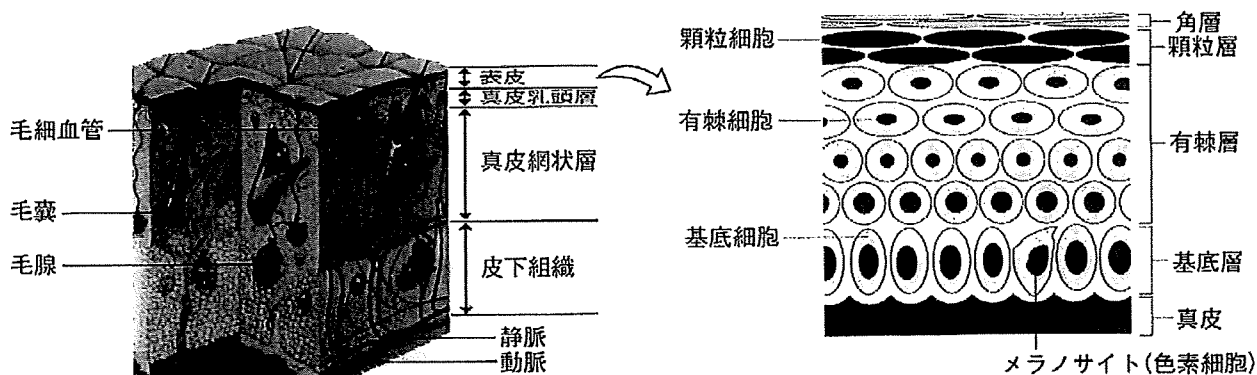 表皮
真皮乳頭層
毛細血管
真皮網状層
毛嚢
毛腺
皮下組織
静脈
動脈
角層
顆粒細胞
顆粒層
有棘細胞
有棘層
基底細胞
基底層
真皮
メラノサイト(色素細胞)